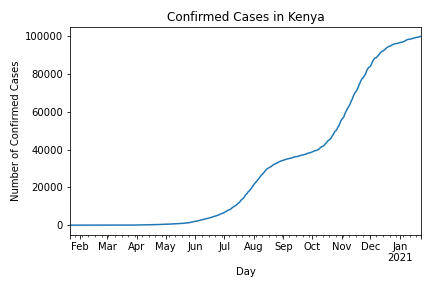 Confirmed Cases in Kenya
Number of Confirmed Cases
100000
80000
60000
40000
20000
0
Feb Mar Apr May Jun Jul Aug Sep Oct Nov Dec Jan
2021
Day